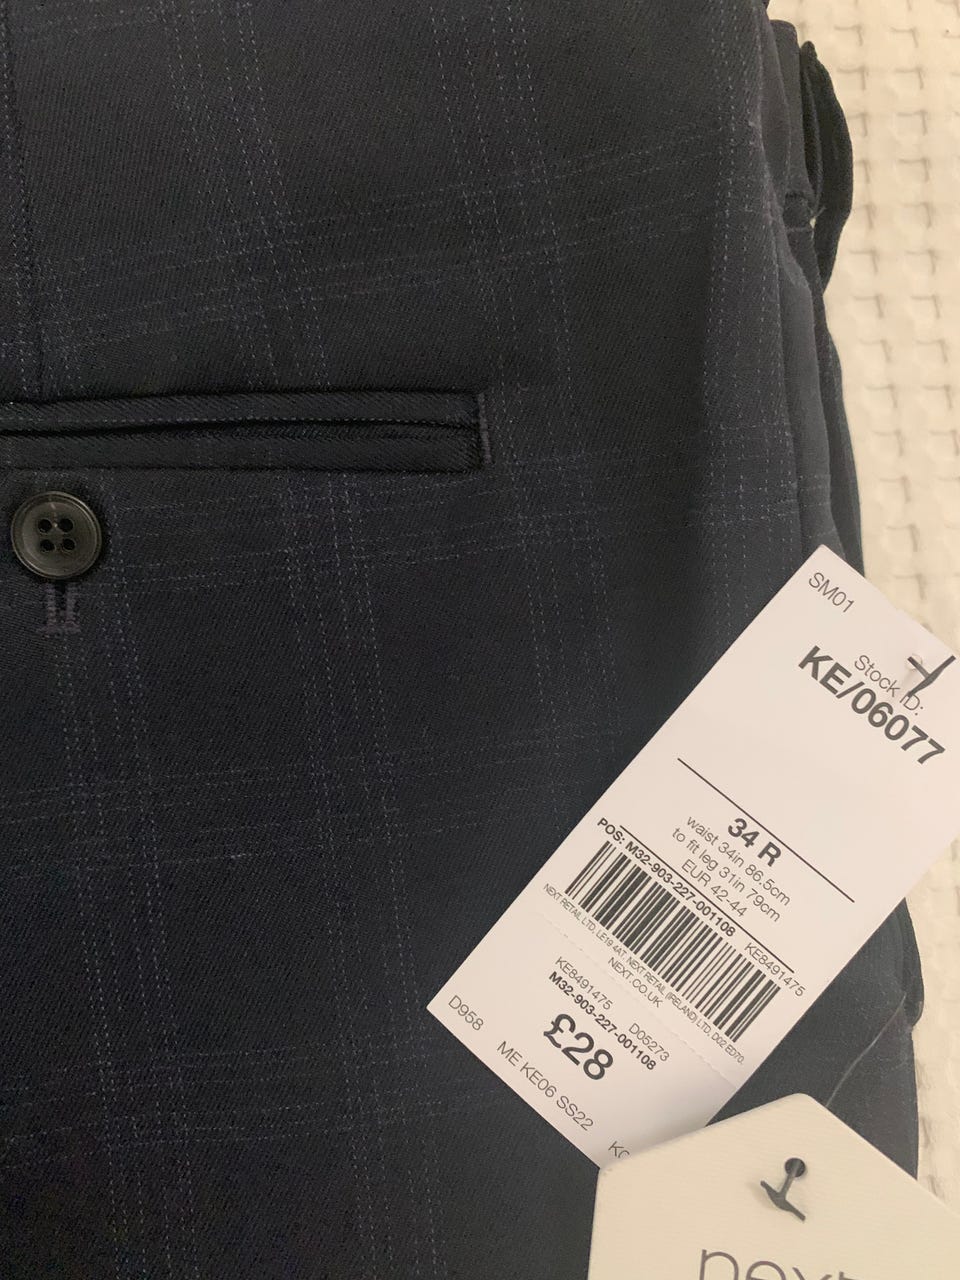 SM01
Stock ID:
KE/06077
34 R
waist 34in 86.5cm
to fit leg 31in 79cm
EUR 42-44
POS: M32-903-227-001108
KE8491475
NEXT RETAIL LTD, LE19 4AT. NEXT RETAIL (IRELAND) LTD, D02 ED70.
NEXT.CO.UK
KE8491475 D05273
M32-903-227-001108
£28
D958
ME KE06 SS22
next